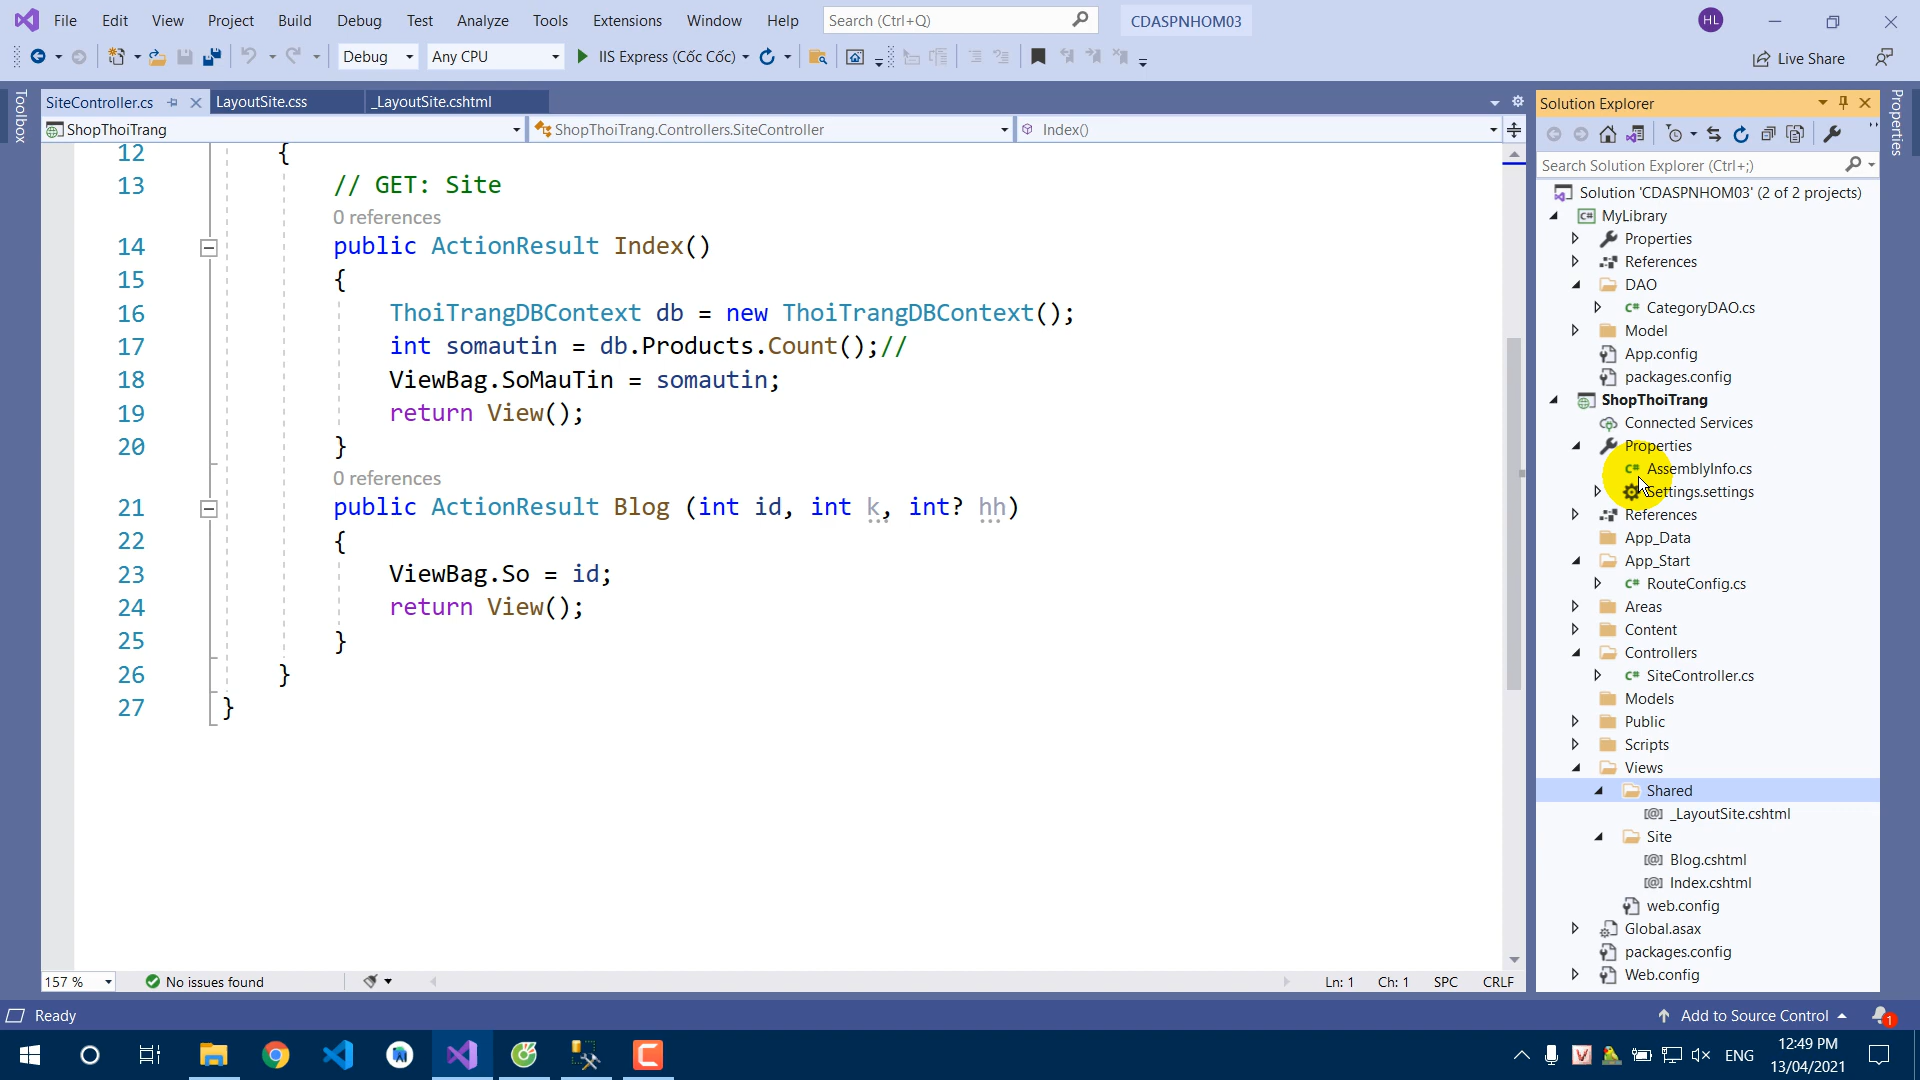 File Edit View Project Build Debug Test Analyze Tools Extensions Window Help Search (Ctrl+Q) CDASPNHOM03 HL
Debug Any CPU IIS Express (Cốc Cốc) Live Share
Toolbox
SiteController.cs LayoutSite.css _LayoutSite.cshtml
ShopThoiTrang ShopThoiTrang.Controllers.SiteController Index()
12 {
13 // GET: Site
0 references
14 public ActionResult Index()
15 {
16 ThoiTrangDBContext db = new ThoiTrangDBContext();
17 int somautin = db.Products.Count();//
18 ViewBag.SoMauTin = somautin;
19 return View();
20 }
0 references
21 public ActionResult Blog (int id, int k, int? hh)
22 {
23 ViewBag.So = id;
24 return View();
25 }
26 }
27 }
157 % No issues found Ln: 1 Ch: 1 SPC CRLF
Solution Explorer
Search Solution Explorer (Ctrl+;)
Solution 'CDASPNHOM03' (2 of 2 projects)
MyLibrary
Properties
References
DAO
CategoryDAO.cs
Model
App.config
packages.config
ShopThoiTrang
Connected Services
Properties
AssemblyInfo.cs
Settings.settings
References
App_Data
App_Start
RouteConfig.cs
Areas
Content
Controllers
SiteController.cs
Models
Public
Scripts
Views
Shared
_LayoutSite.cshtml
Site
Blog.cshtml
Index.cshtml
web.config
Global.asax
packages.config
Web.config
Properties
Ready Add to Source Control 1
ENG 12:49 PM
13/04/2021